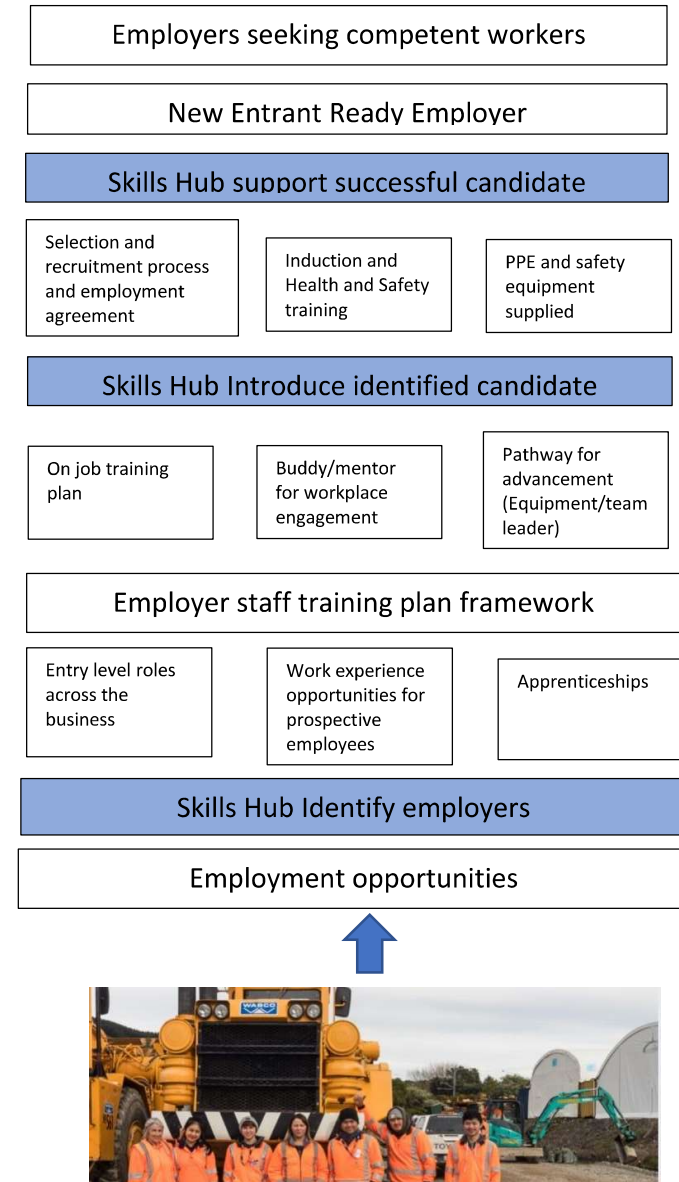 Employers seeking competent workers
New Entrant Ready Employer
Skills Hub support successful candidate
Selection and
recruitment process
and employment
agreement
Induction and
Health and Safety
training
PPE and safety
equipment
supplied
Skills Hub Introduce identified candidate
On job training
plan
Buddy/mentor
for workplace
engagement
Pathway for
advancement
(Equipment/team
leader)
Employer staff training plan framework
Entry level roles
across the
business
Work experience
opportunities for
prospective
employees
Apprenticeships
Skills Hub Identify employers
Employment opportunities
WABCO